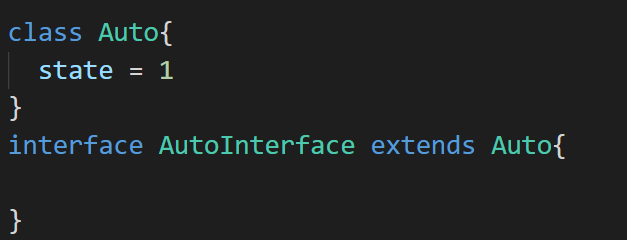 class Auto{
state = 1
}
interface AutoInterface extends Auto{
}